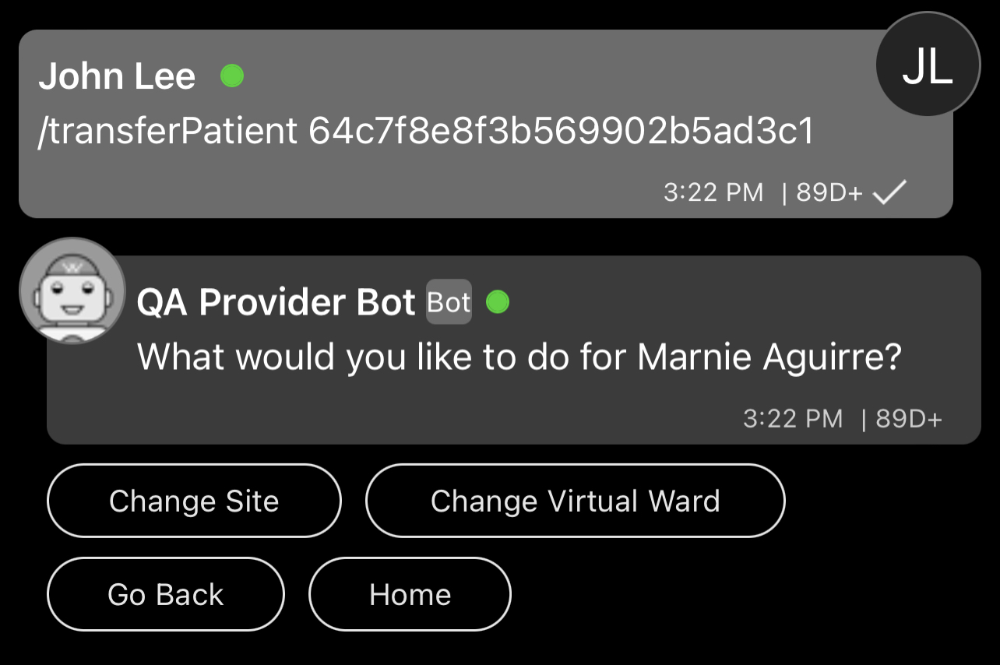 JL
John Lee
/transferPatient 64c7f8e8f3b569902b5ad3c1
3:22 PM | 89D+
W
QA Provider Bot Bot
What would you like to do for Marnie Aguirre?
3:22 PM | 89D+
Change Site Change Virtual Ward
Go Back Home